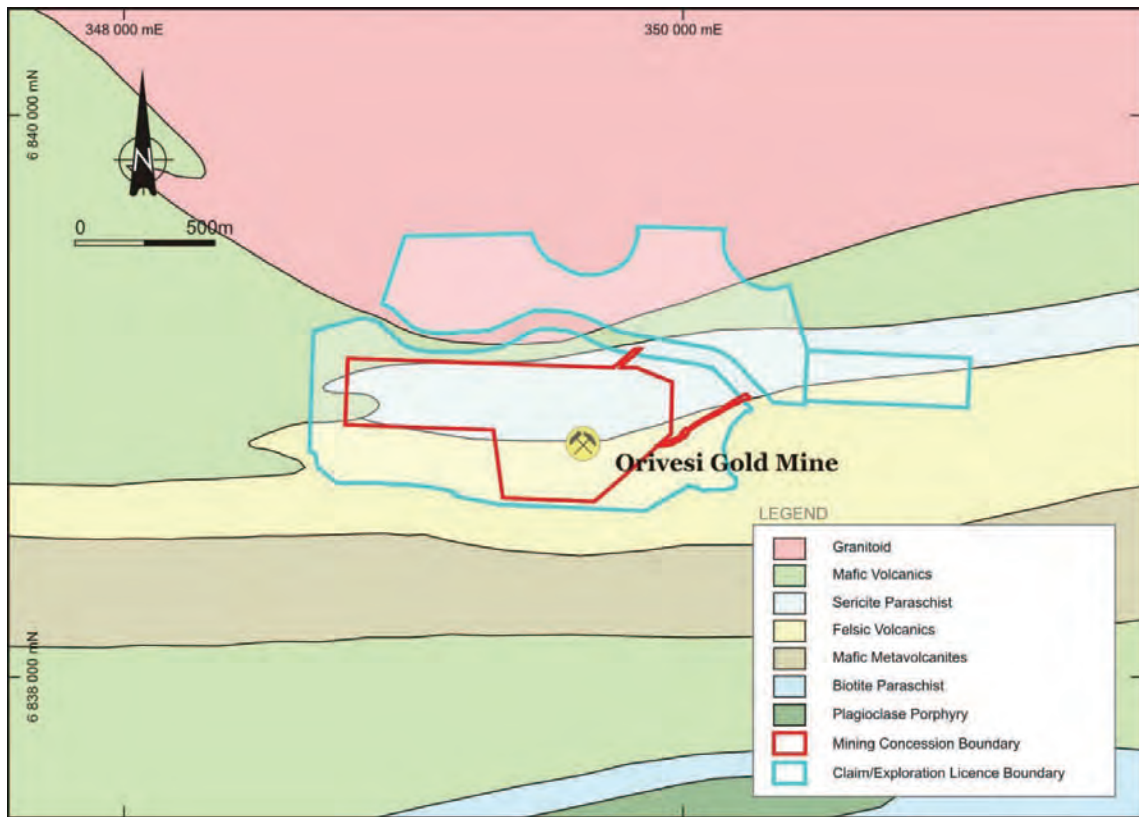 348 000 mE
350 000 mE
6 840 000 mN
N
0 500m
Orivesi Gold Mine
LEGEND
Granitoid
Mafic Volcanics
Sericite Paraschist
Felsic Volcanics
Mafic Metavolcanites
Biotite Paraschist
Plagioclase Porphyry
Mining Concession Boundary
Claim/Exploration Licence Boundary
6 838 000 mN